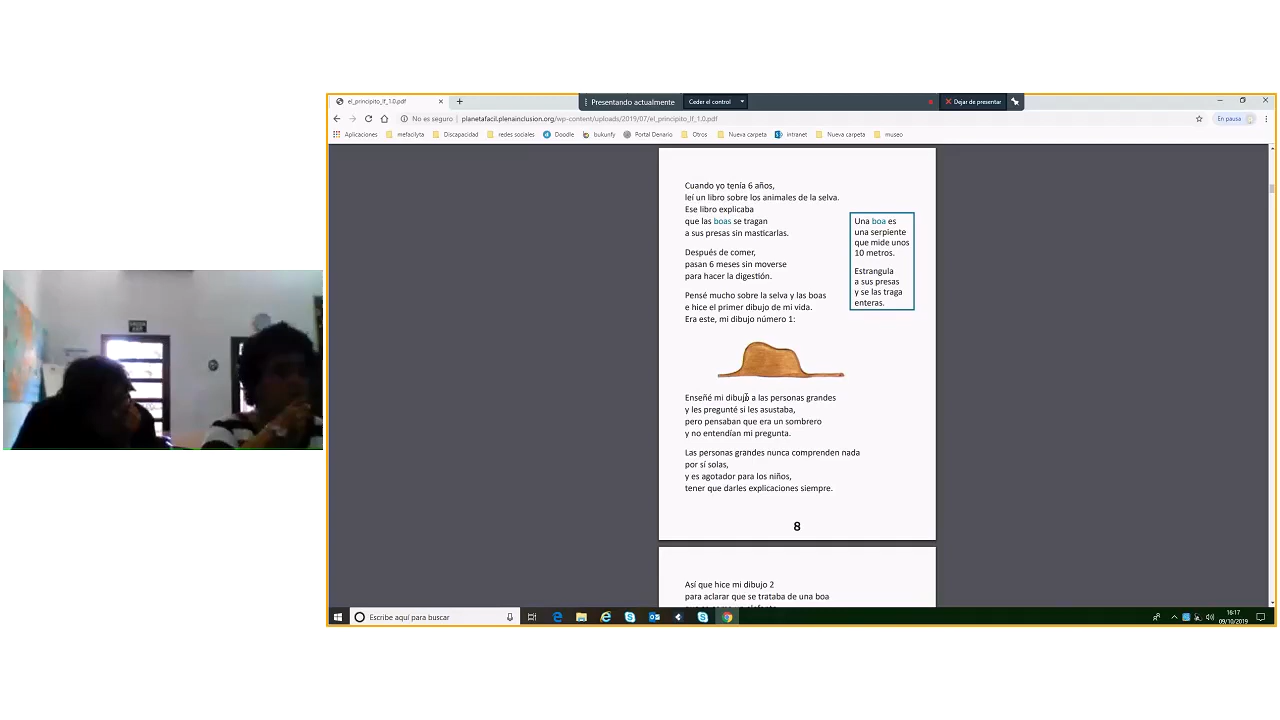 el_principito_lf_1.0.pdf
Presentando actualmente
Ceder el control
Dejar de presentar
No es seguro
planetafacil.plenainclusion.org/wp-content/uploads/2019/07/el_principito_lf_1.0.pdf
En pausa
Aplicaciones
mefacilyta
Discapacidad
redes sociales
Doodle
bukunfy
Portal Denario
Otros
Nueva carpeta
intranet
Nueva carpeta
museo
Cuando yo tenía 6 años,
leí un libro sobre los animales de la selva.
Ese libro explicaba
que las boas se tragan
a sus presas sin masticarlas.
Después de comer,
pasan 6 meses sin moverse
para hacer la digestión.
Pensé mucho sobre la selva y las boas
e hice el primer dibujo de mi vida.
Era este, mi dibujo número 1:
Una boa es
una serpiente
que mide unos
10 metros.
Estrangula
a sus presas
y se las traga
enteras.
Enseñé mi dibujo a las personas grandes
y les pregunté si les asustaba,
pero pensaban que era un sombrero
y no entendían mi pregunta.
Las personas grandes nunca comprenden nada
por sí solas,
y es agotador para los niños,
tener que darles explicaciones siempre.
8
Así que hice mi dibujo 2
para aclarar que se trataba de una boa
Escribe aquí para buscar
16:17
09/10/2019